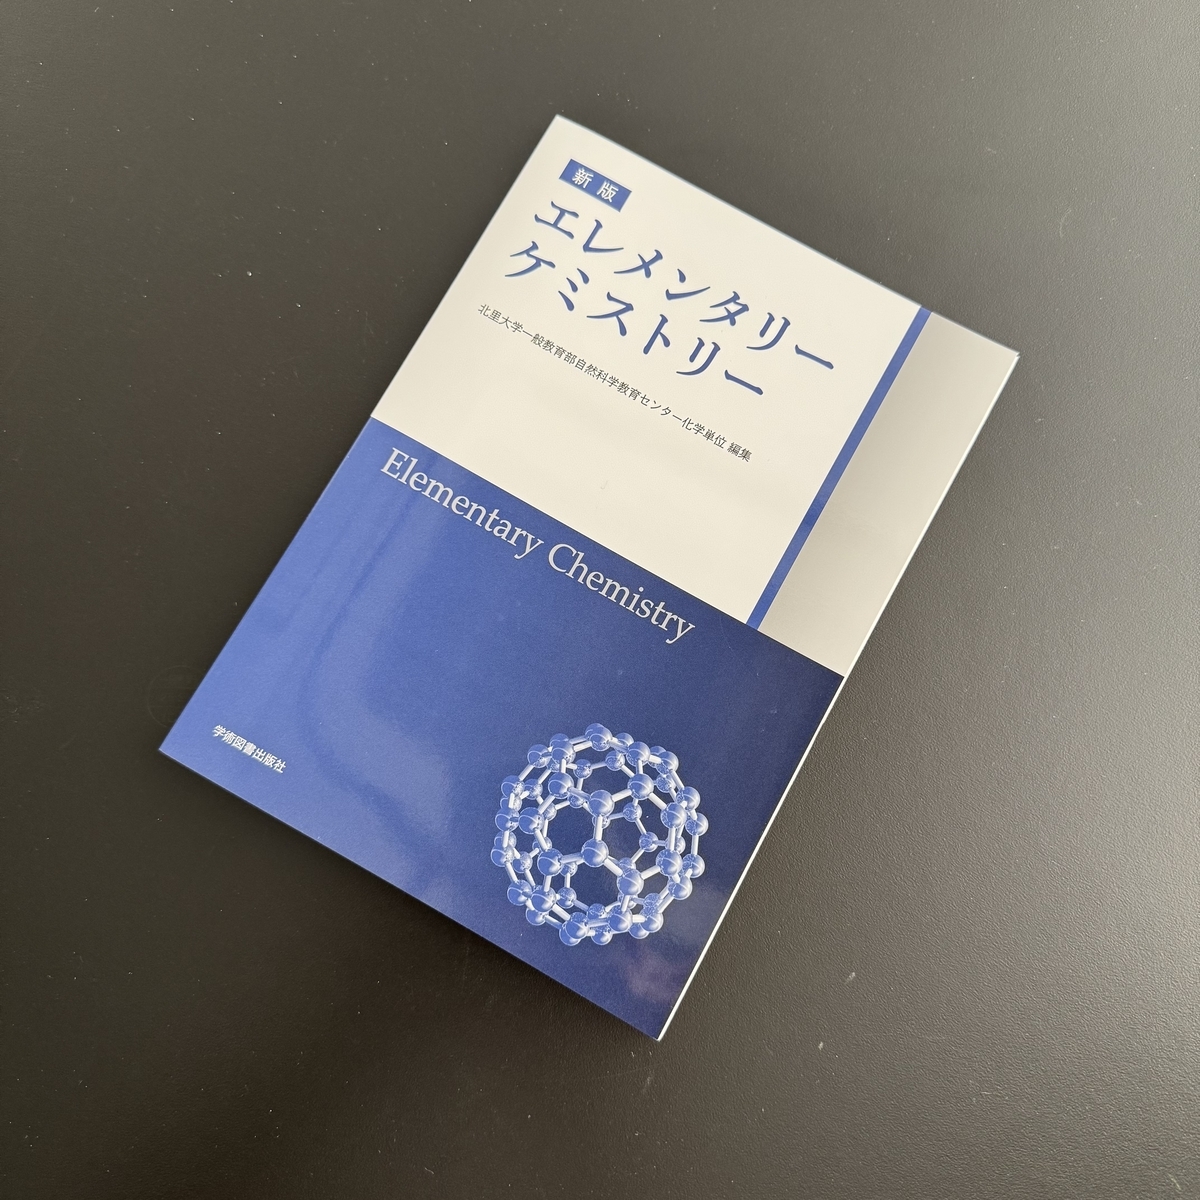 新版
エレメンタリー
ケミストリー
北里大学一般教育部自然科学教育センター化学単位 編集
Elementary Chemistry
学術図書出版社